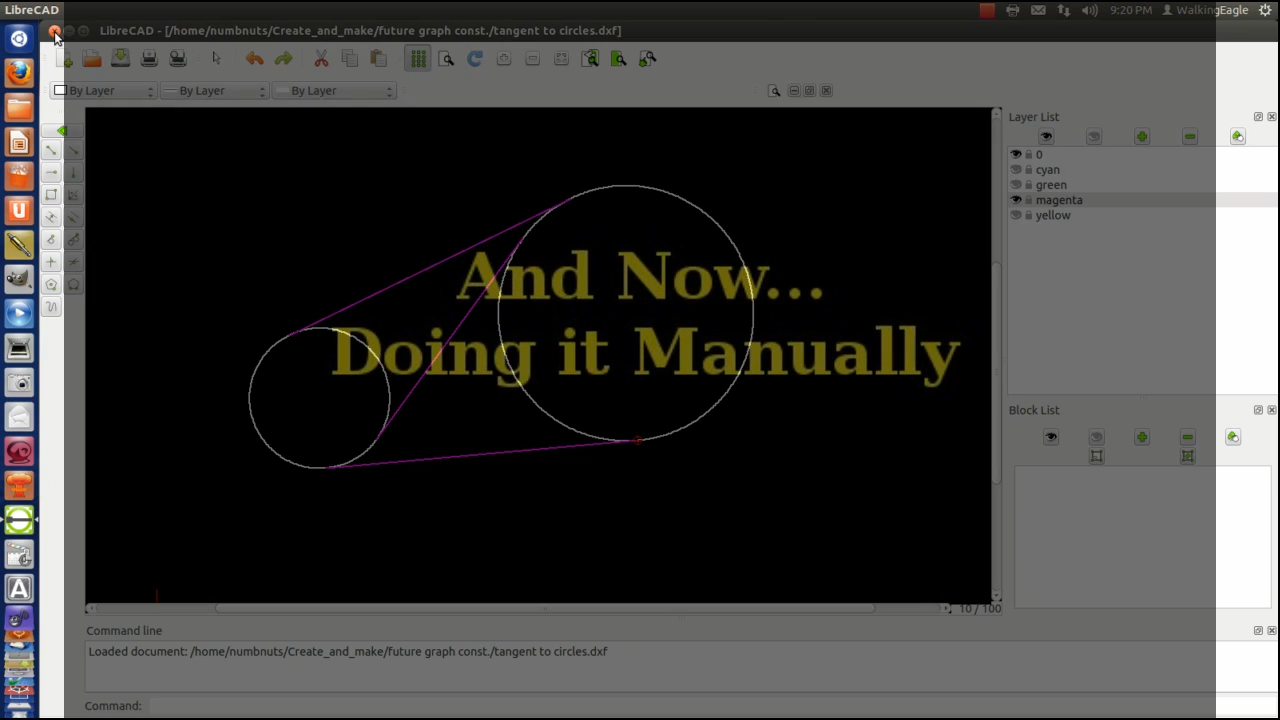 LibreCAD
9:20 PM
WalkingEagle
LibreCAD - [/home/numbnuts/Create_and_make/future graph const./tangent to circles.dxf]
By Layer
By Layer
By Layer
Layer List
0
cyan
green
magenta
yellow
And Now...
Doing it Manually
Block List
10 / 100
Command line
Loaded document: /home/numbnuts/Create_and_make/future graph const./tangent to circles.dxf
Command: